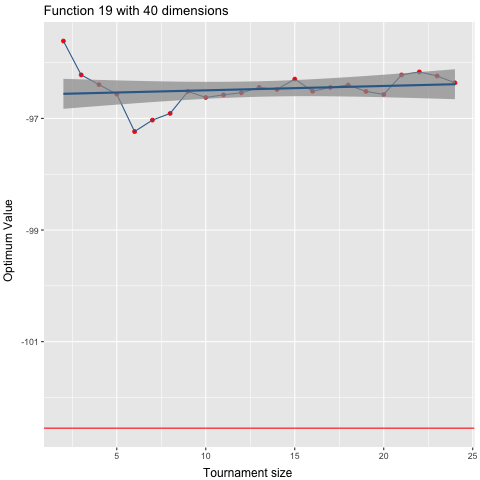 Function 19 with 40 dimensions
Optimum Value
-97
-99
-101
5 10 15 20 25
Tournament size